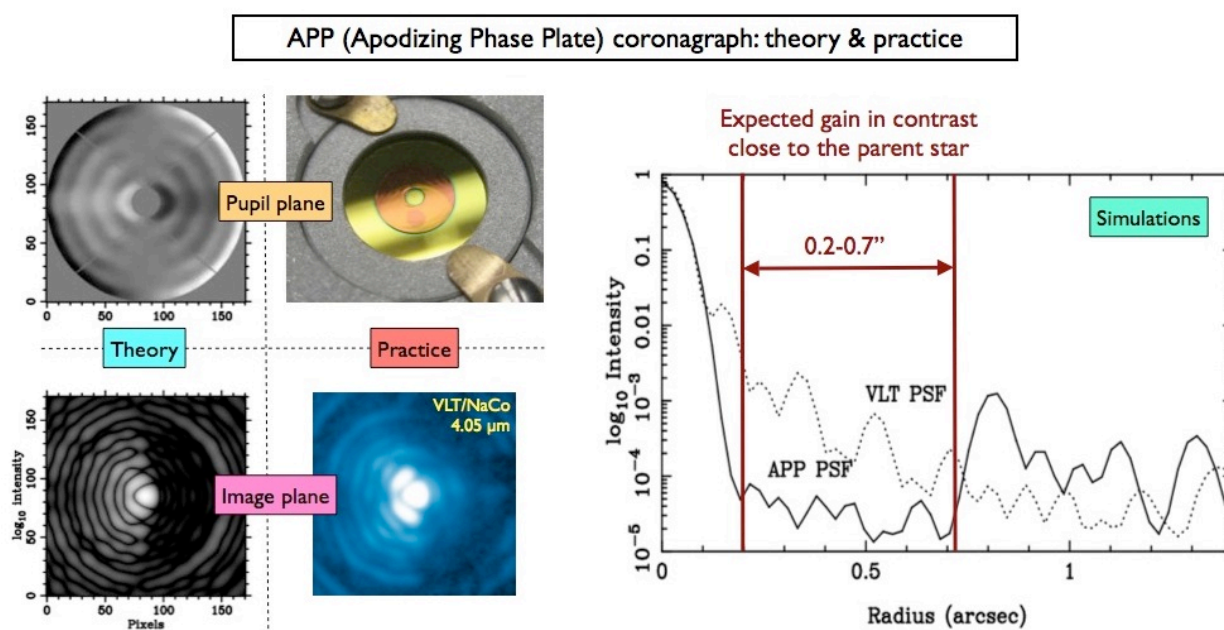 APP (Apodizing Phase Plate) coronagraph: theory & practice
150
100
50
0
0 50 100 150
Pupil plane
Theory
Practice
150
100
50
0
log₁₀ intensity
0 50 100 150
Pixels
Image plane
VLT/NaCo
4.05 µm
Expected gain in contrast
close to the parent star
Simulations
0.2-0.7”
1
0.1
0.01
10⁻³
10⁻⁴
10⁻⁵
log₁₀ Intensity
VLT PSF
APP PSF
0 0.5 1
Radius (arcsec)